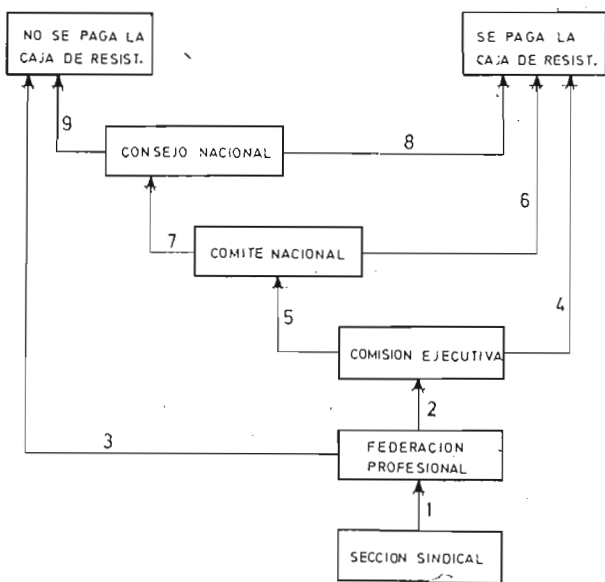 NO SE PAGA LA
CAJA DE RESIST.
SE PAGA LA
CAJA DE RESIST.
9
CONSEJO NACIONAL
8
7
COMITE NACIONAL
6
5
COMISION EJECUTIVA
4
2
3
FEDERACION
PROFESIONAL
1
SECCION SINDICAL